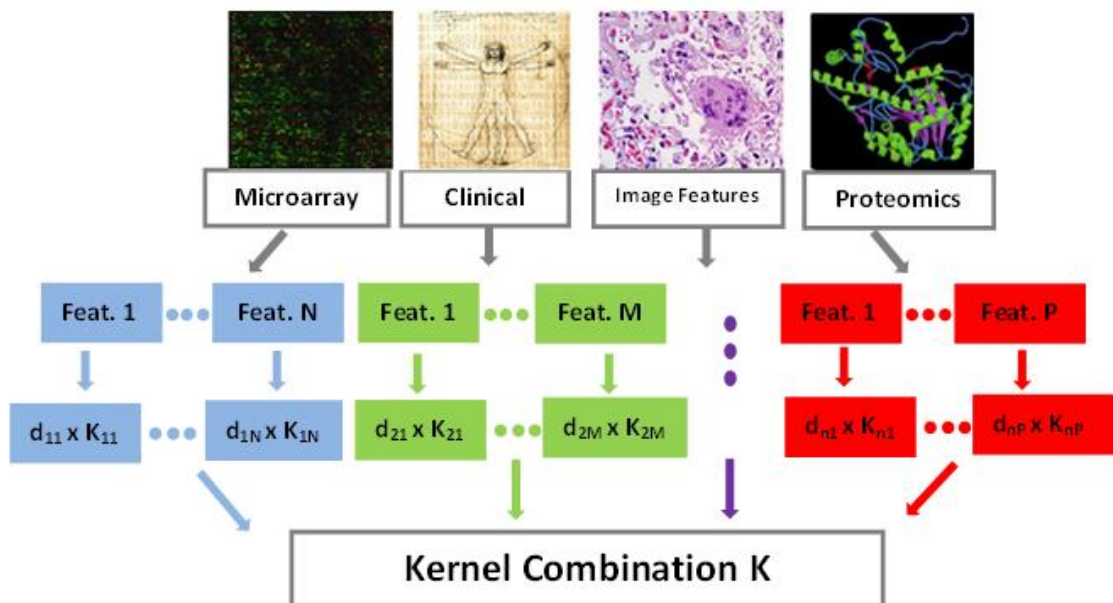 Microarray
Clinical
Image Features
Proteomics
Feat. 1
Feat. N
Feat. 1
Feat. M
Feat. 1
Feat. P
d₁₁ x K₁₁
d₁N x K₁N
d₂₁ x K₂₁
d₂M x K₂M
dn₁ x Kn₁
dnP x KnP
Kernel Combination K